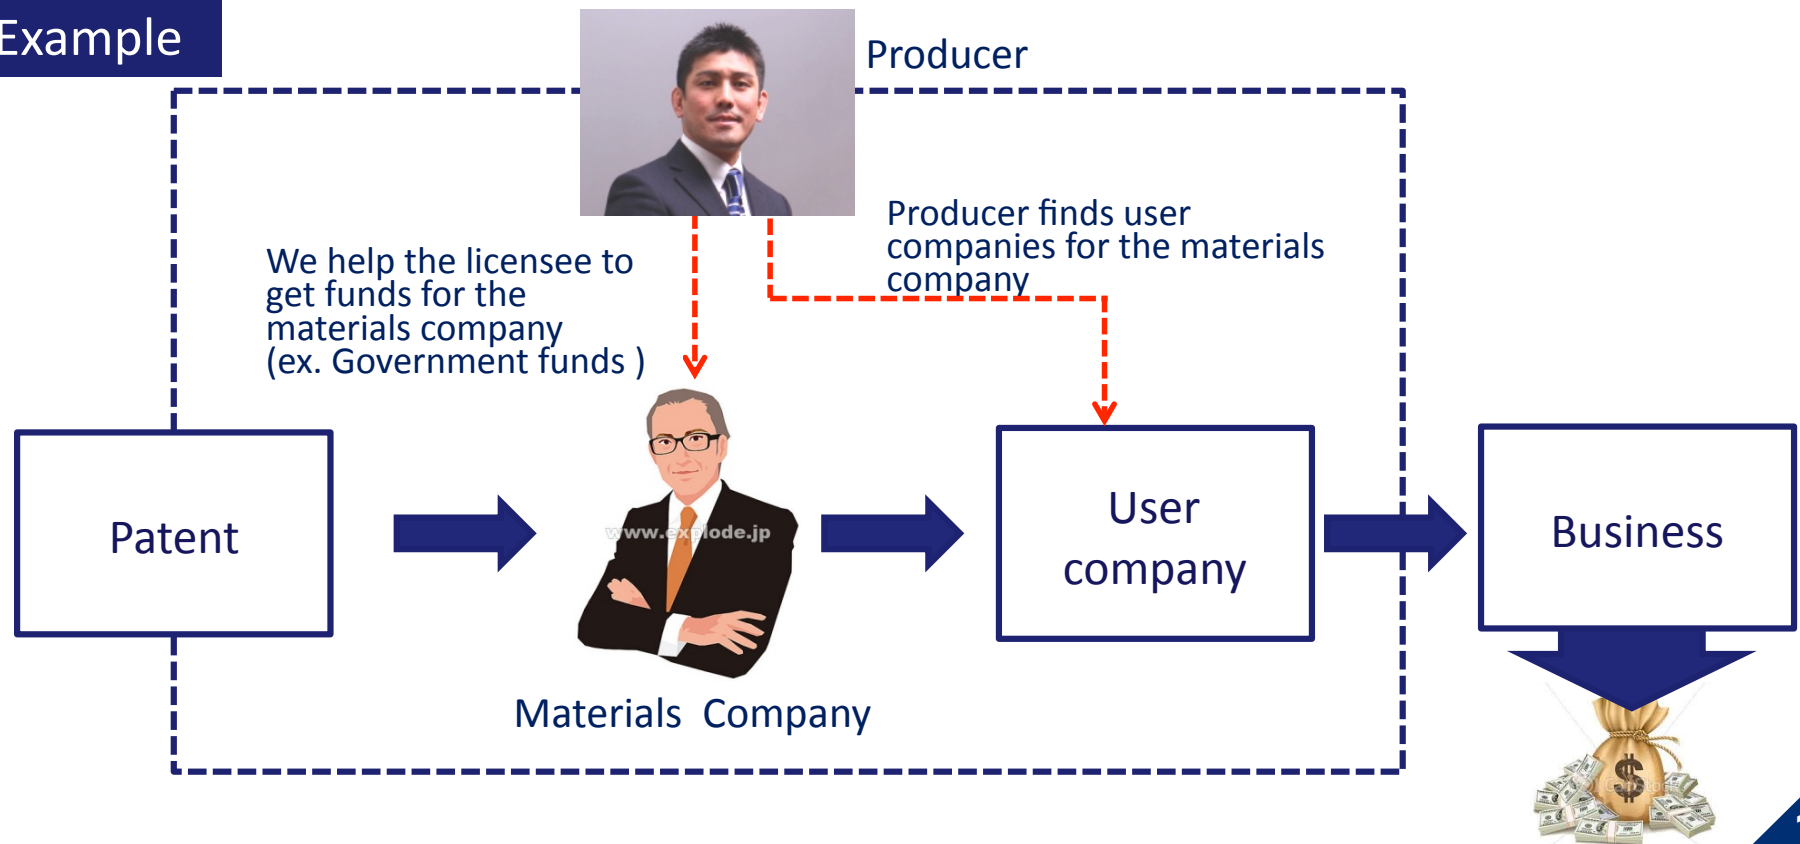 Example
Producer
Producer finds user
companies for the materials
company
We help the licensee to
get funds for the
materials company
(ex. Government funds )
Patent
www.explode.jp
User
company
Business
Materials  Company
$